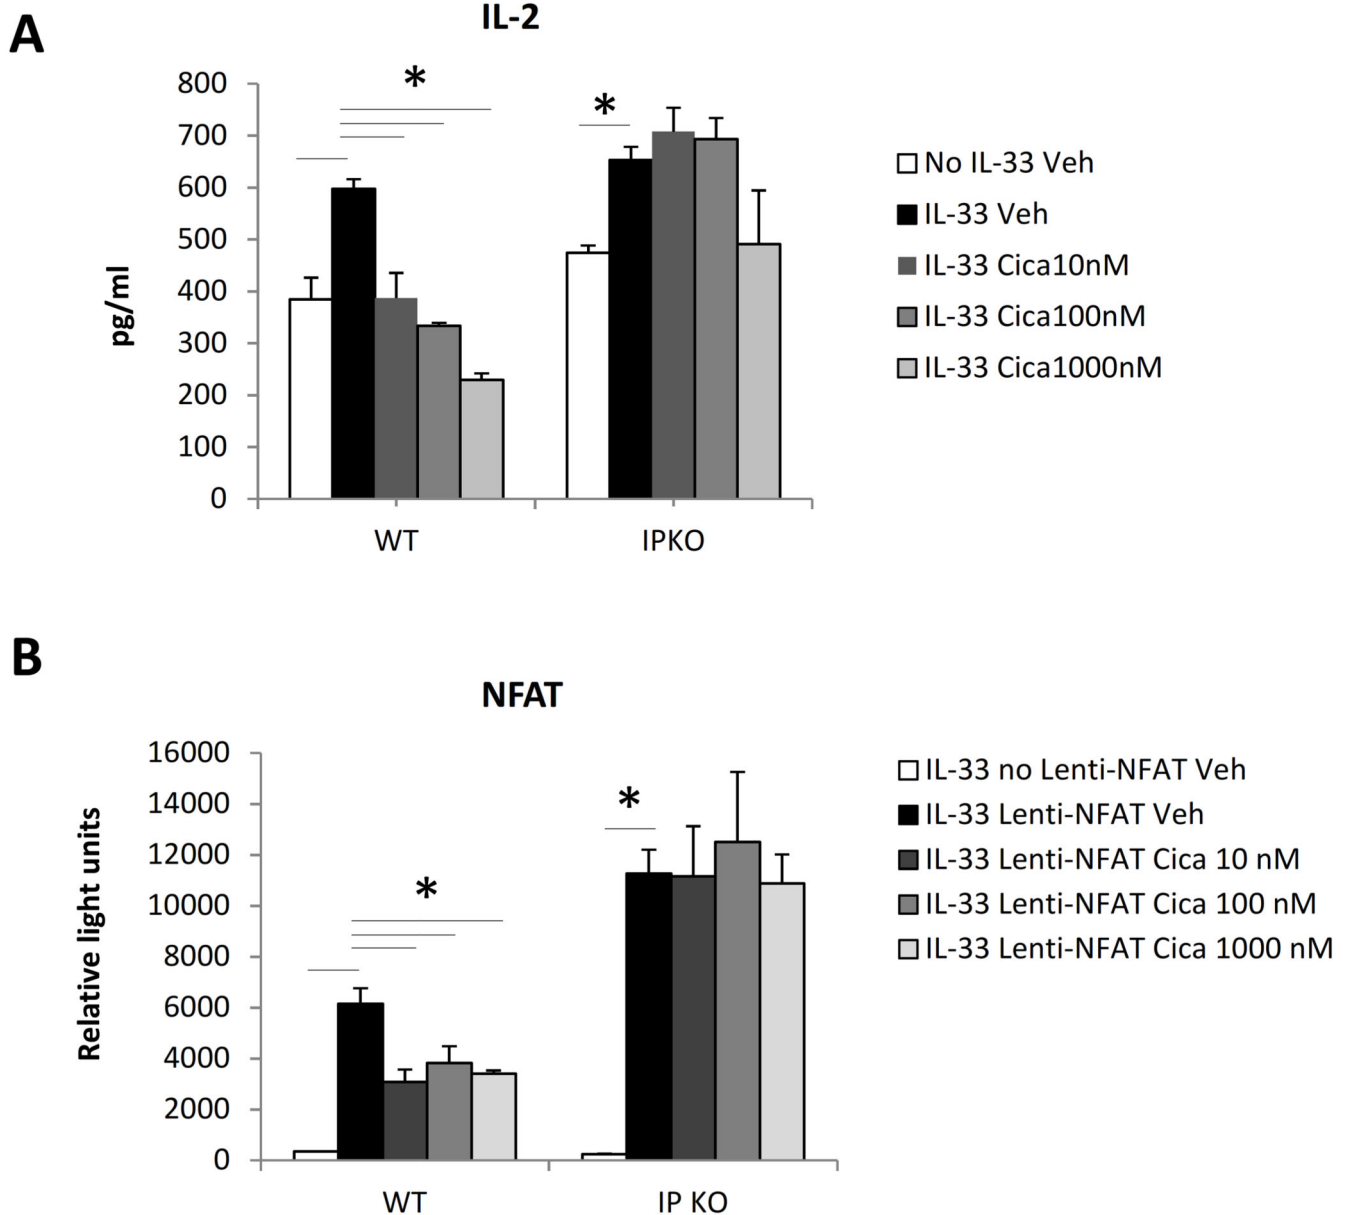 A
IL-2
*
*
800
700
600
500
400
300
200
100
0
pg/ml
WT
IPKO
No IL-33 Veh
IL-33 Veh
IL-33 Cica10nM
IL-33 Cica100nM
IL-33 Cica1000nM
B
NFAT
*
*
16000
14000
12000
10000
8000
6000
4000
2000
0
Relative light units
WT
IP KO
IL-33 no Lenti-NFAT Veh
IL-33 Lenti-NFAT Veh
IL-33 Lenti-NFAT Cica 10 nM
IL-33 Lenti-NFAT Cica 100 nM
IL-33 Lenti-NFAT Cica 1000 nM